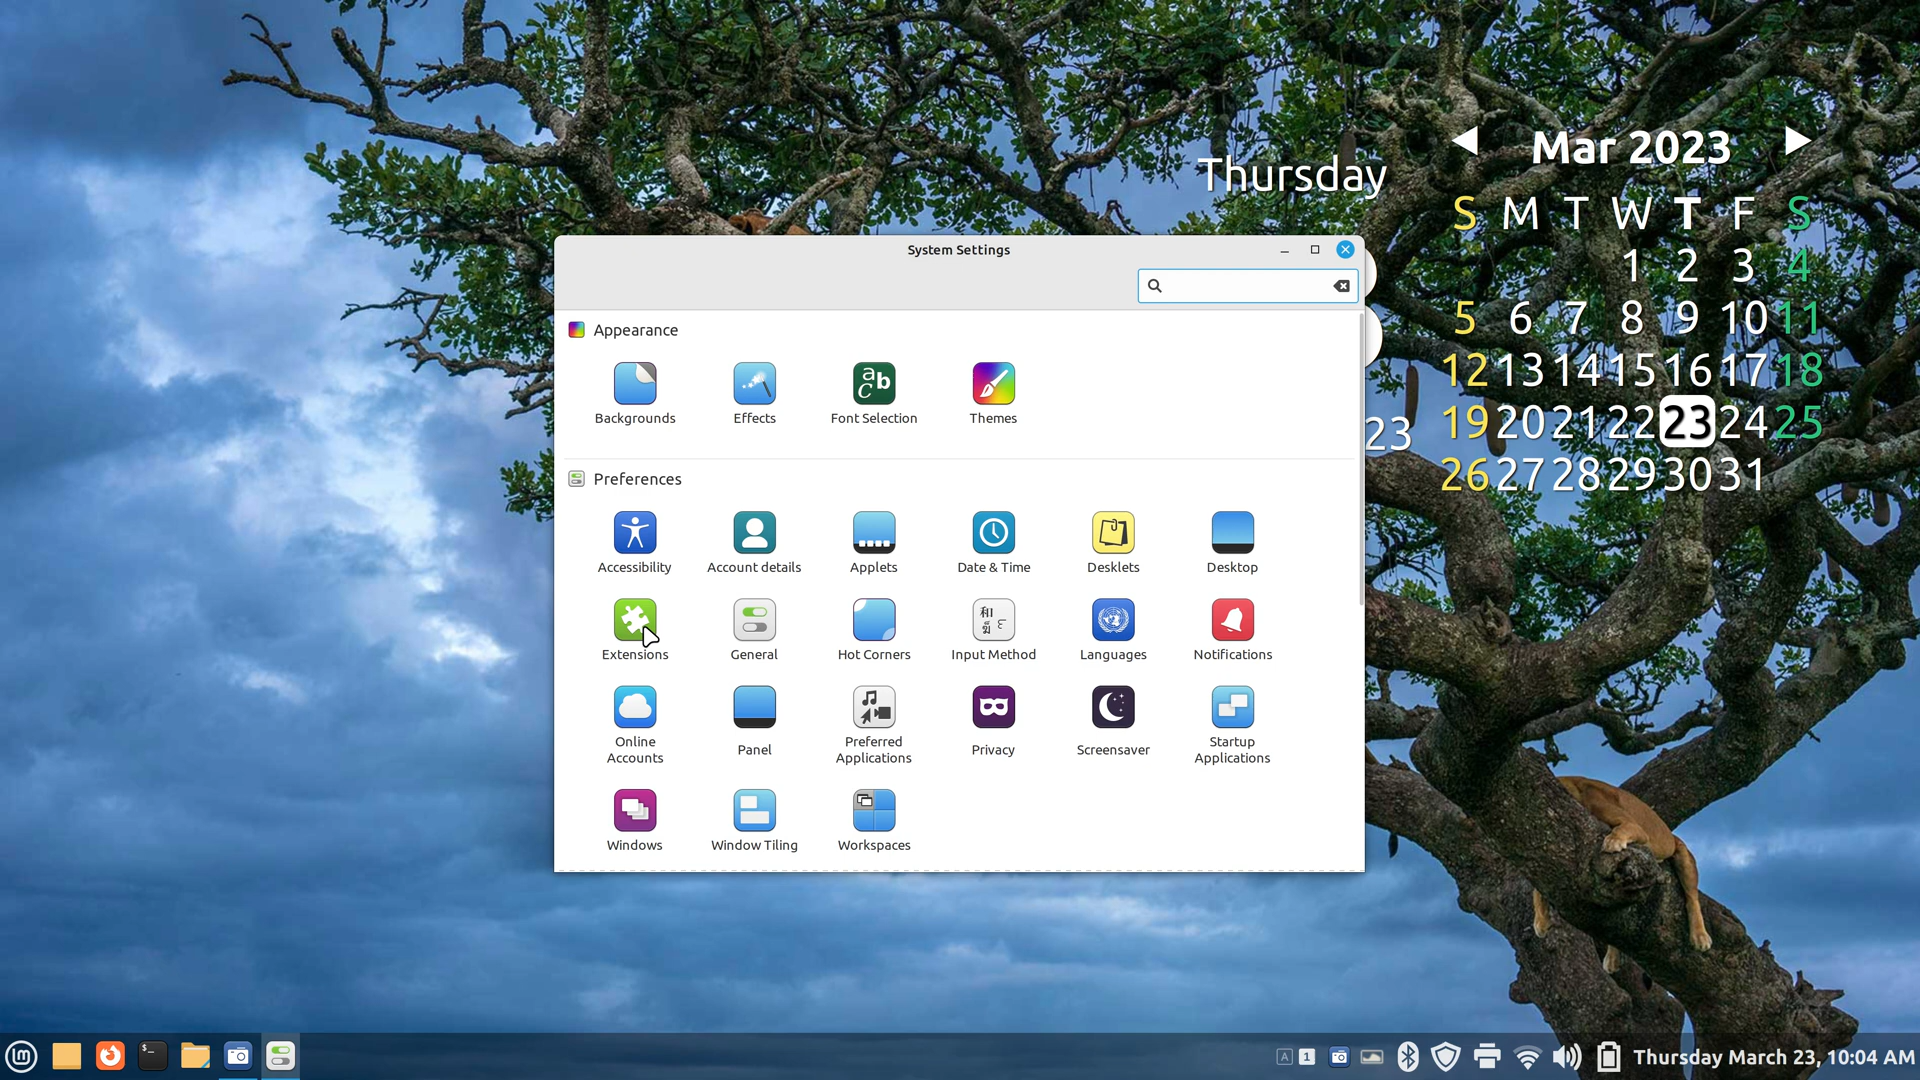 Thursday
Mar 2023
S M T W T F S
1 2 3 4
5 6 7 8 9 10 11
12 13 14 15 16 17 18
19 20 21 22 23 24 25
26 27 28 29 30 31
23
System Settings
Appearance
Backgrounds
Effects
Font Selection
Themes
Preferences
Accessibility
Account details
Applets
Date & Time
Desklets
Desktop
Extensions
General
Hot Corners
Input Method
Languages
Notifications
Online
Accounts
Panel
Preferred
Applications
Privacy
Screensaver
Startup
Applications
Windows
Window Tiling
Workspaces
A 1
Thursday March 23, 10:04 AM